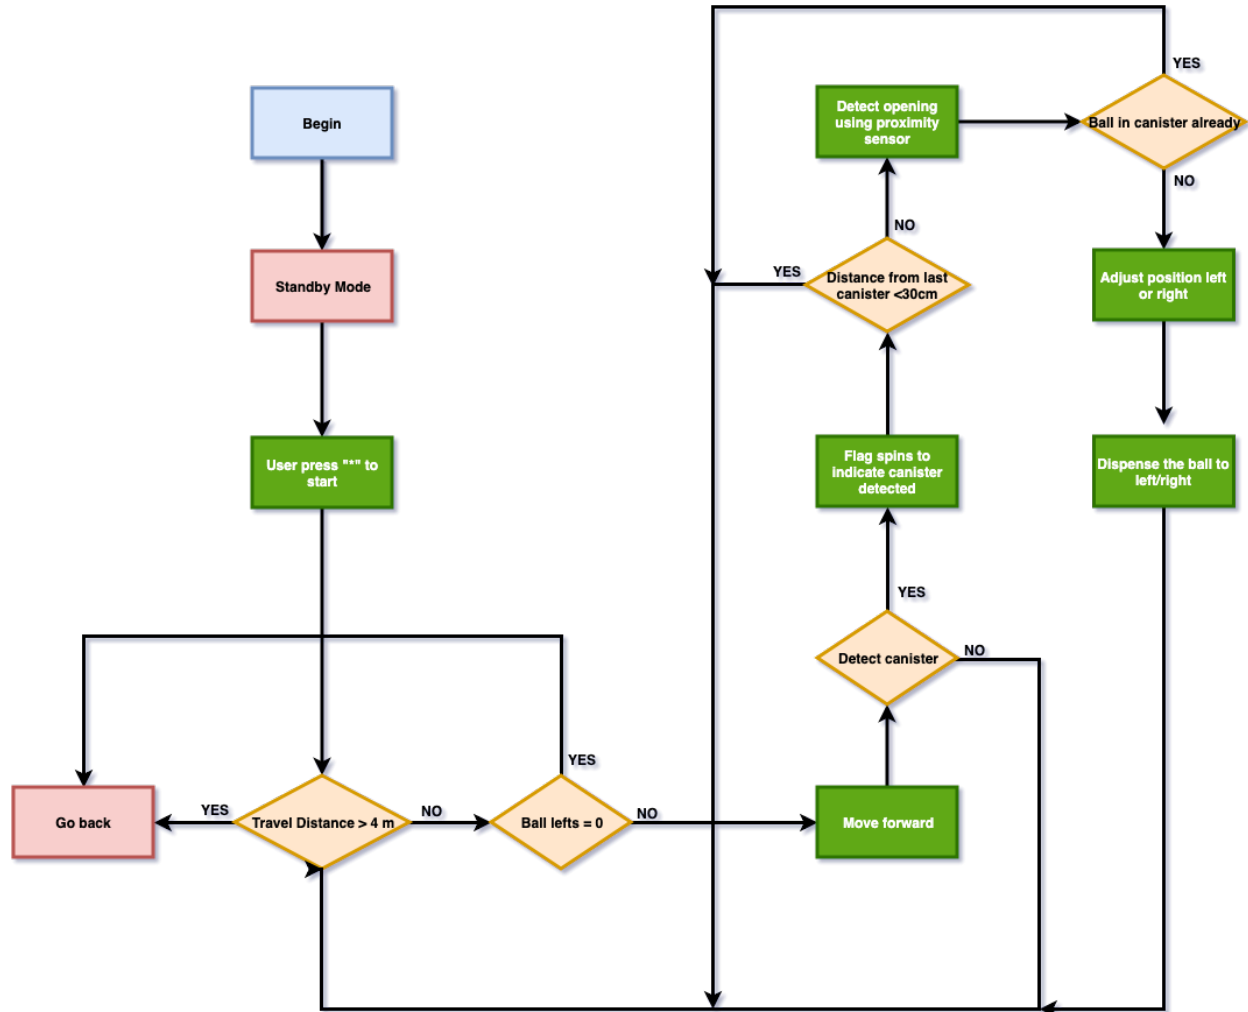 Begin
Standby Mode
User press "*" to
start
Go back
YES
Travel Distance > 4 m
NO
YES
Ball lefts = 0
NO
Move forward
Detect canister
NO
YES
Flag spins to
indicate canister
detected
Distance from last
canister <30cm
YES
NO
Detect opening
using proximity
sensor
Ball in canister already
YES
NO
Adjust position left
or right
Dispense the ball to
left/right